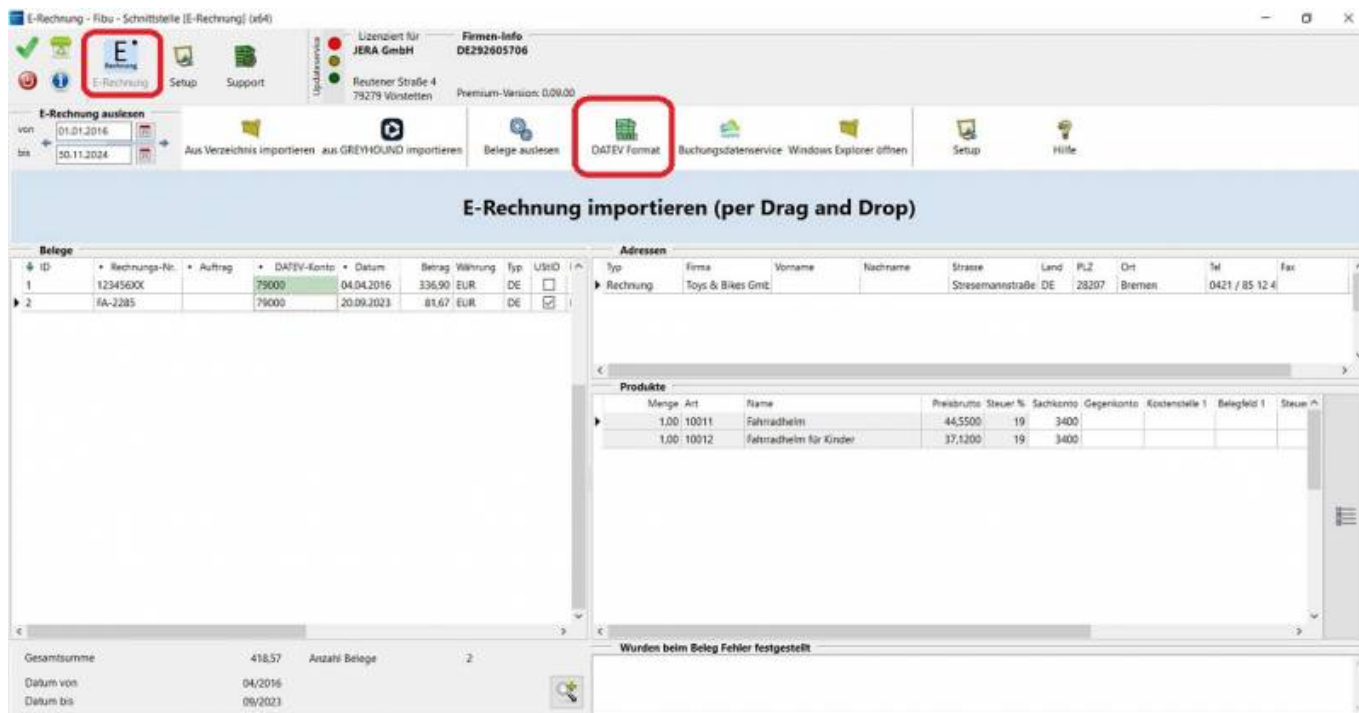 E-Rechnung - Fibu - Schnittstelle [E-Rechnung] (x64)
Lizenziert für
Firmen-Info
JERA GmbH
DE292605706
E
Rechnung
E-Rechnung
Setup
Support
Updateservice
Reutener Straße 4
79279 Vörstetten
Premium-Version: 0.09.00
E-Rechnung auslesen
von 01.01.2016
bis 30.11.2024
Aus Verzeichnis importieren aus GREYHOUND importieren Belege auslesen DATEV Format Buchungsdatenservice Windows Explorer öffnen Setup Hilfe
E-Rechnung importieren (per Drag and Drop)
Belege
ID Rechnungs-Nr. Auftrag DATEV-Konto Datum Betrag Währung Typ UStID
1 123456XX 79000 04.04.2016 336,90 EUR DE
2 FA-2285 79000 20.09.2023 81,67 EUR DE
Adressen
Typ Firma Vorname Nachname Strasse Land PLZ Ort Tel Fax
Rechnung Toys & Bikes Gmb Stresemannstraße DE 28207 Bremen 0421 / 85 12 4
Produkte
Menge Art Name Preisbrutto Steuer % Sachkonto Gegenkonto Kostenstelle 1 Belegfeld 1 Steue
1,00 10011 Fahrradhelm 44,5500 19 3400
1,00 10012 Fahrradhelm für Kinder 37,1200 19 3400
Gesamtsumme 418,57 Anzahl Belege 2
Datum von 04/2016
Datum bis 09/2023
Wurden beim Beleg Fehler festgestellt